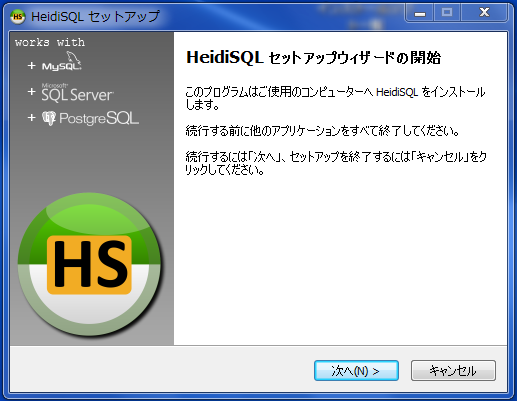 HeidiSQL セットアップ
works with
+ MySQL
Microsoft
+ SQL Server
+ PostgreSQL
HS
HeidiSQL セットアップウィザードの開始
このプログラムはご使用のコンピューターへ HeidiSQL をインストール
します。
続行する前に他のアプリケーションをすべて終了してください。
続行するには「次へ」、セットアップを終了するには「キャンセル」をク
リックしてください。
次へ(N) >
キャンセル